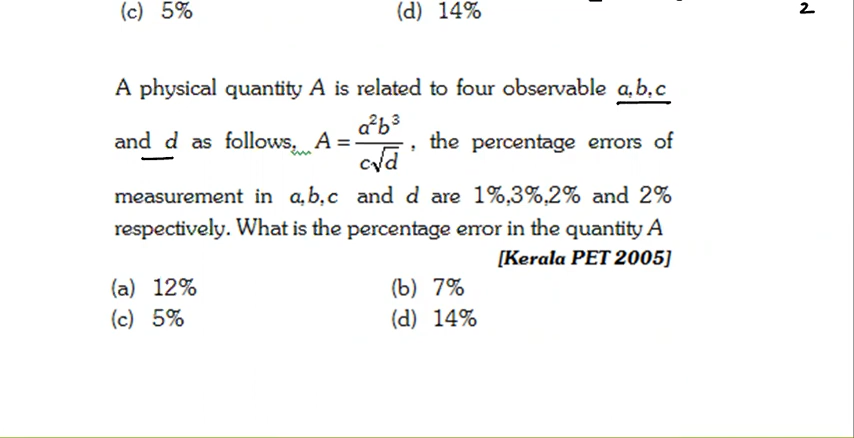 (c) 5% (d) 14% 2
A physical quantity A is related to four observable a,b,c
and d as follows, A = a²b³ / c√d , the percentage errors of
measurement in a,b,c and d are 1%,3%,2% and 2%
respectively. What is the percentage error in the quantity A
[Kerala PET 2005]
(a) 12% (b) 7%
(c) 5% (d) 14%